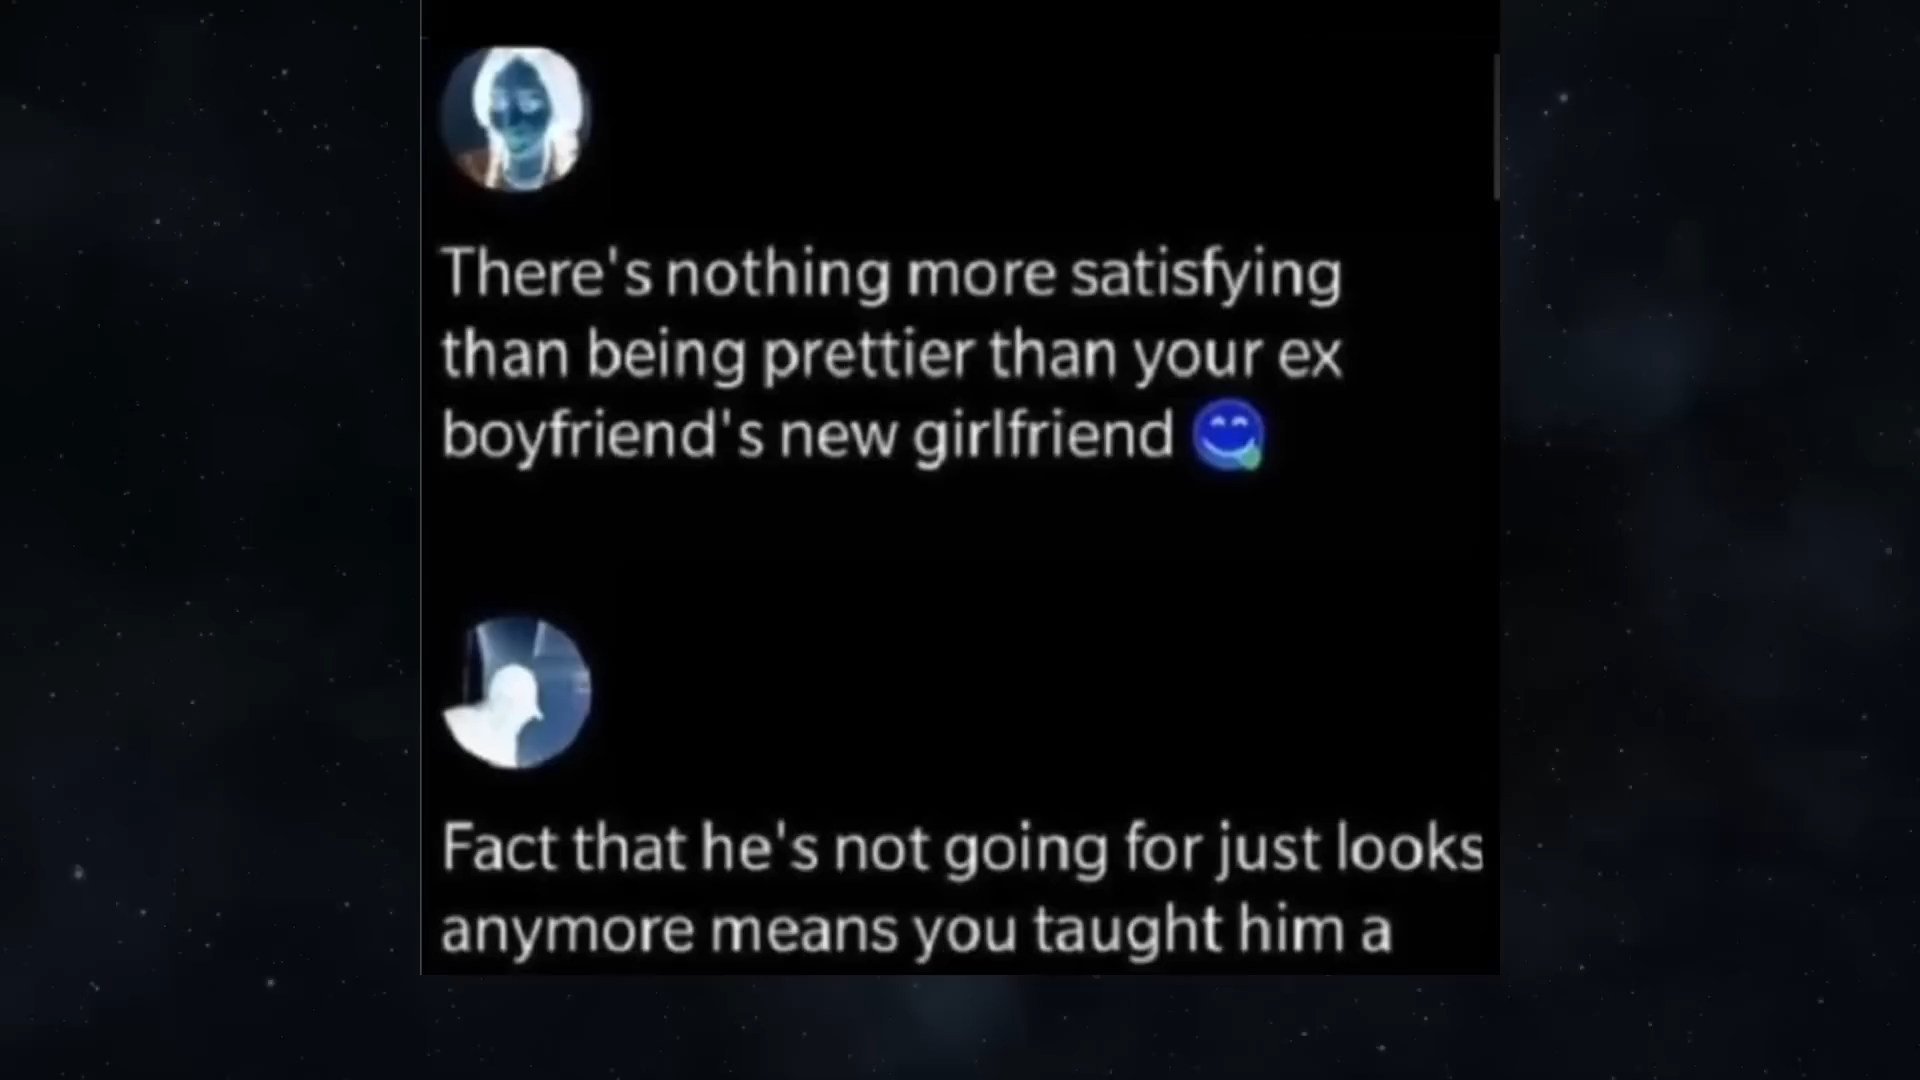 There's nothing more satisfying
than being prettier than your ex
boyfriend's new girlfriend 😋
Fact that he's not going for just looks
anymore means you taught him a